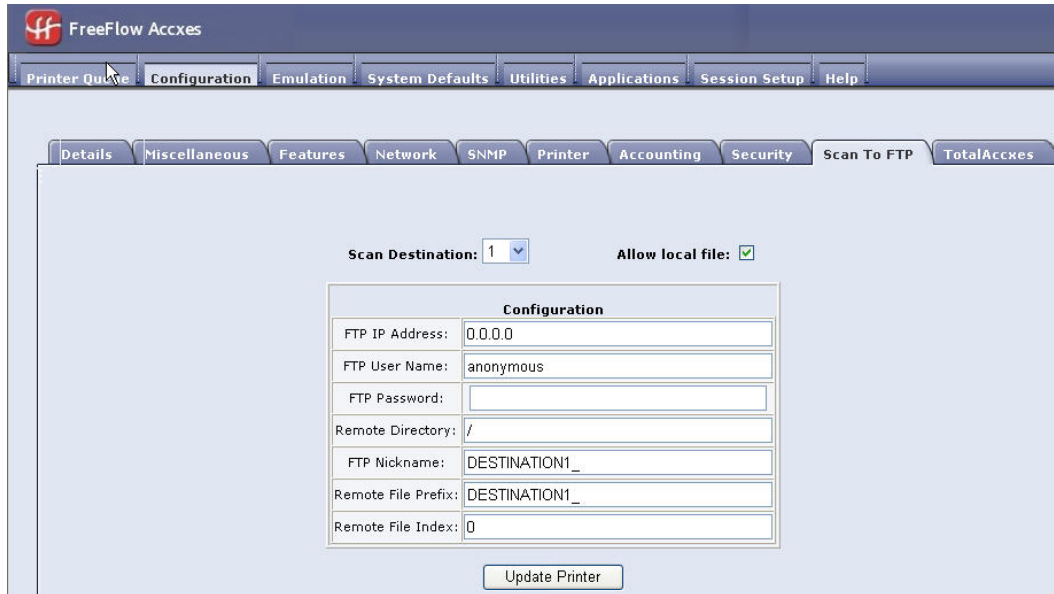 FreeFlow Accxes
Printer Queue Configuration Emulation System Defaults Utilities Applications Session Setup Help
Details Miscellaneous Features Network SNMP Printer Accounting Security Scan To FTP TotalAccxes
Scan Destination: 1 Allow local file:
Configuration
FTP IP Address: 0.0.0.0
FTP User Name: anonymous
FTP Password:
Remote Directory: /
FTP Nickname: DESTINATION1_
Remote File Prefix: DESTINATION1_
Remote File Index: 0
Update Printer